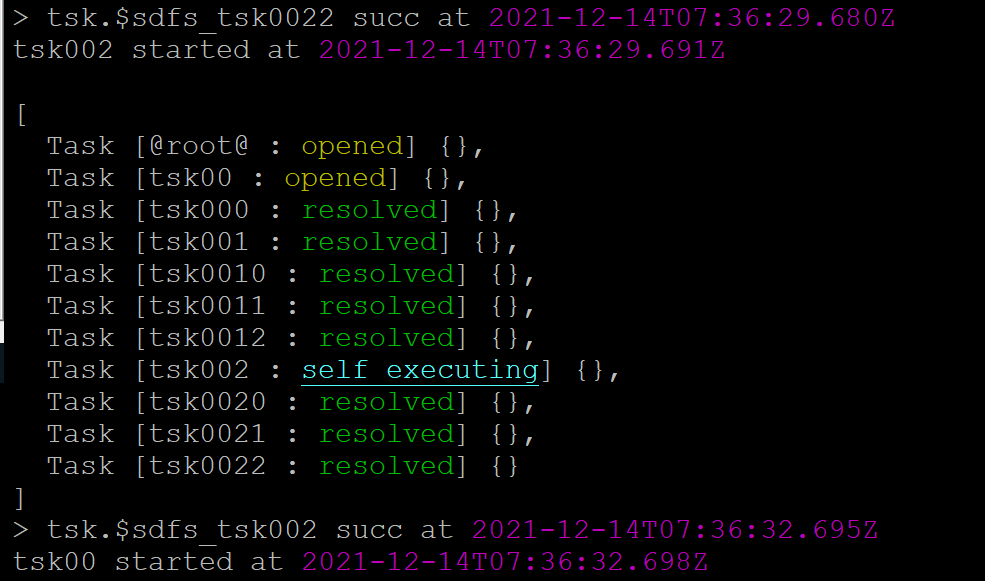 > tsk.$sdfs_tsk0022 succ at 2021-12-14T07:36:29.680Z
tsk002 started at 2021-12-14T07:36:29.691Z
[
Task [@root@ : opened] {},
Task [tsk00 : opened] {},
Task [tsk000 : resolved] {},
Task [tsk001 : resolved] {},
Task [tsk0010 : resolved] {},
Task [tsk0011 : resolved] {},
Task [tsk0012 : resolved] {},
Task [tsk002 : self executing] {},
Task [tsk0020 : resolved] {},
Task [tsk0021 : resolved] {},
Task [tsk0022 : resolved] {}
]
> tsk.$sdfs_tsk002 succ at 2021-12-14T07:36:32.695Z
tsk00 started at 2021-12-14T07:36:32.698Z